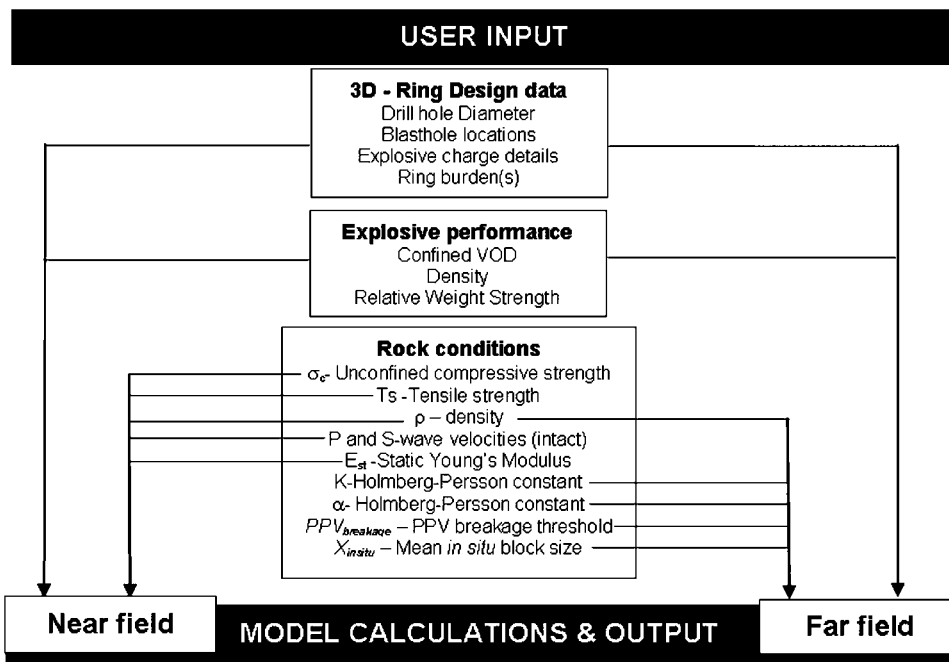 USER INPUT
3D - Ring Design data
Drill hole Diameter
Blasthole locations
Explosive charge details
Ring burden(s)
Explosive performance
Confined VOD
Density
Relative Weight Strength
Rock conditions
σc- Unconfined compressive strength
Ts -Tensile strength
ρ – density
P and S-wave velocities (intact)
Est -Static Young's Modulus
K-Holmberg-Persson constant
α- Holmberg-Persson constant
PPVbreakage – PPV breakage threshold
Xinsitu – Mean in situ block size
Near field
MODEL CALCULATIONS & OUTPUT
Far field